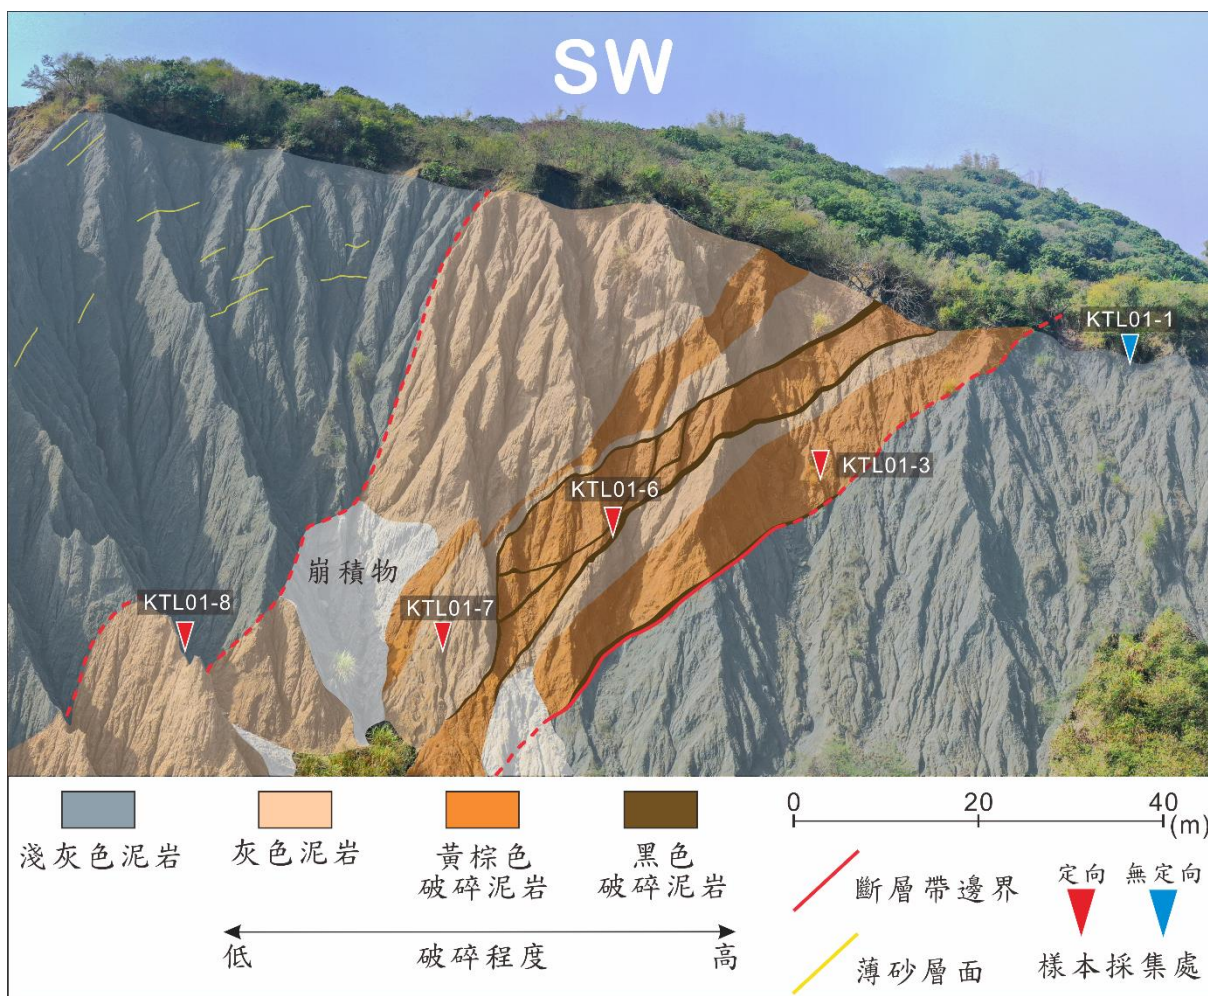 SW
KTL01-1
KTL01-3
KTL01-6
崩積物
KTL01-8
KTL01-7
淺灰色泥岩
灰色泥岩
黃棕色
破碎泥岩
黑色
破碎泥岩
低
破碎程度
高
0 20 40
(m)
斷層帶邊界
薄砂層面
定向 無定向
樣本採集處